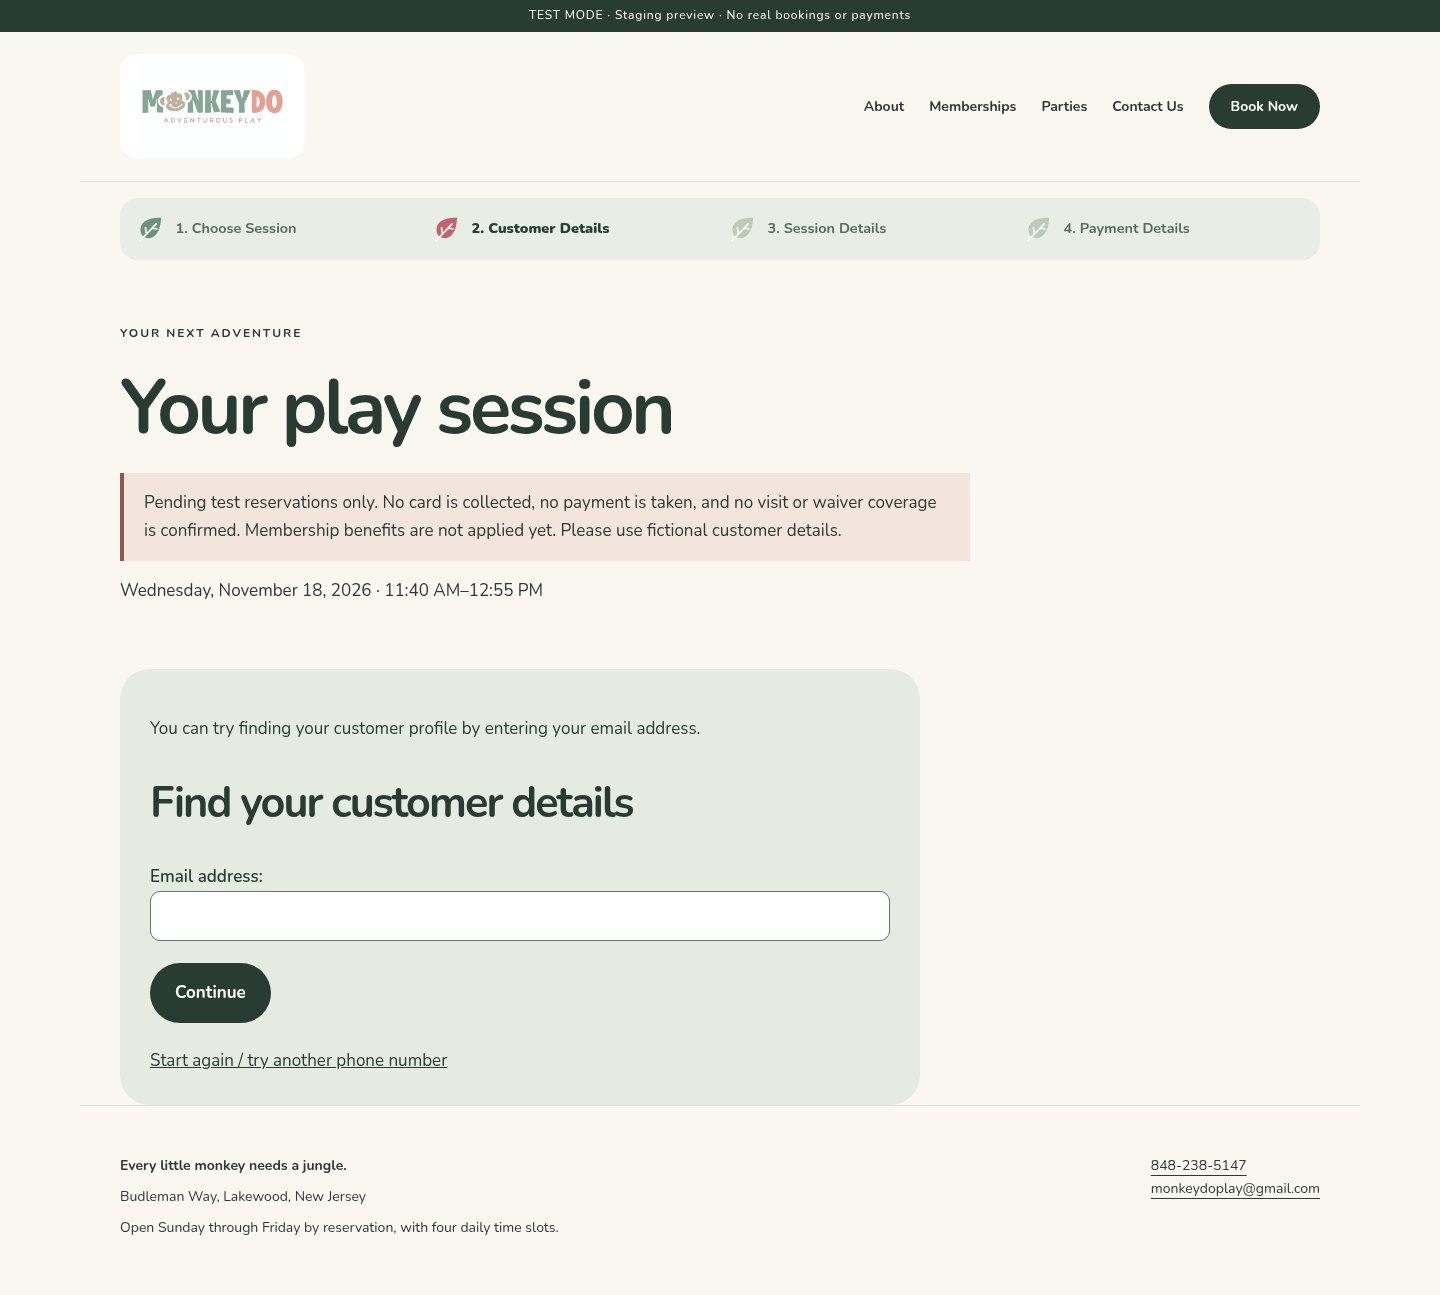 TEST MODE · Staging preview · No real bookings or payments
MONKEYDO
ADVENTUROUS PLAY
About
Memberships
Parties
Contact Us
Book Now
1. Choose Session
2. Customer Details
3. Session Details
4. Payment Details
YOUR NEXT ADVENTURE
Your play session
Pending test reservations only. No card is collected, no payment is taken, and no visit or waiver coverage
is confirmed. Membership benefits are not applied yet. Please use fictional customer details.
Wednesday, November 18, 2026 · 11:40 AM–12:55 PM
You can try finding your customer profile by entering your email address.
Find your customer details
Email address:
Continue
Start again / try another phone number
Every little monkey needs a jungle.
Budleman Way, Lakewood, New Jersey
Open Sunday through Friday by reservation, with four daily time slots.
848-238-5147
monkeydoplay@gmail.com